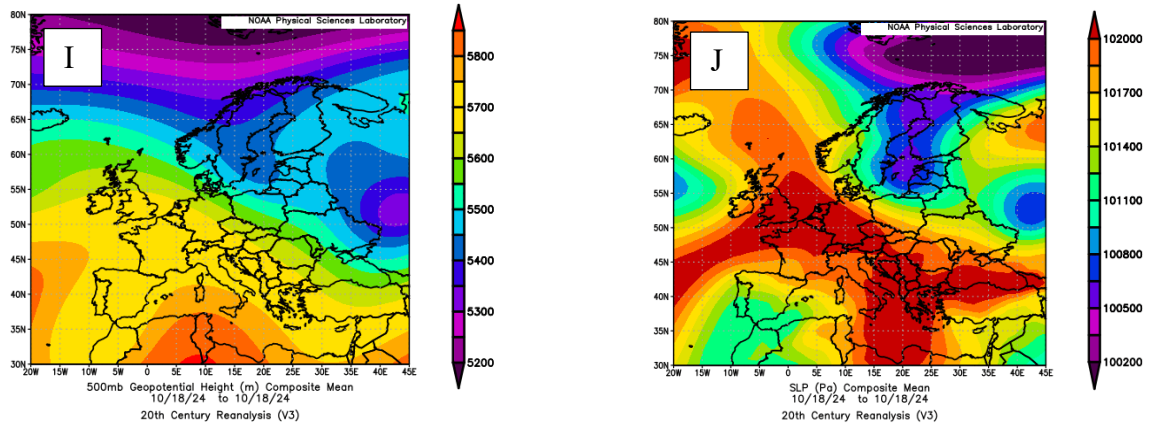 NOAA Physical Sciences Laboratory
I
80N
75N
70N
65N
60N
55N
50N
45N
40N
35N
30N
20W
15W
10W
5W
0
5E
10E
15E
20E
25E
30E
35E
40E
45E
5800
5700
5600
5500
5400
5300
5200
500mb Geopotential Height (m) Composite Mean
10/18/24 to 10/18/24
20th Century Reanalysis (V3)
NOAA Physical Sciences Laboratory
J
80N
75N
70N
65N
60N
55N
50N
45N
40N
35N
30N
20W
15W
10W
5W
0
5E
10E
15E
20E
25E
30E
35E
40E
45E
102000
101700
101400
101100
100800
100500
100200
SLP (Pa) Composite Mean
10/18/24 to 10/18/24
20th Century Reanalysis (V3)